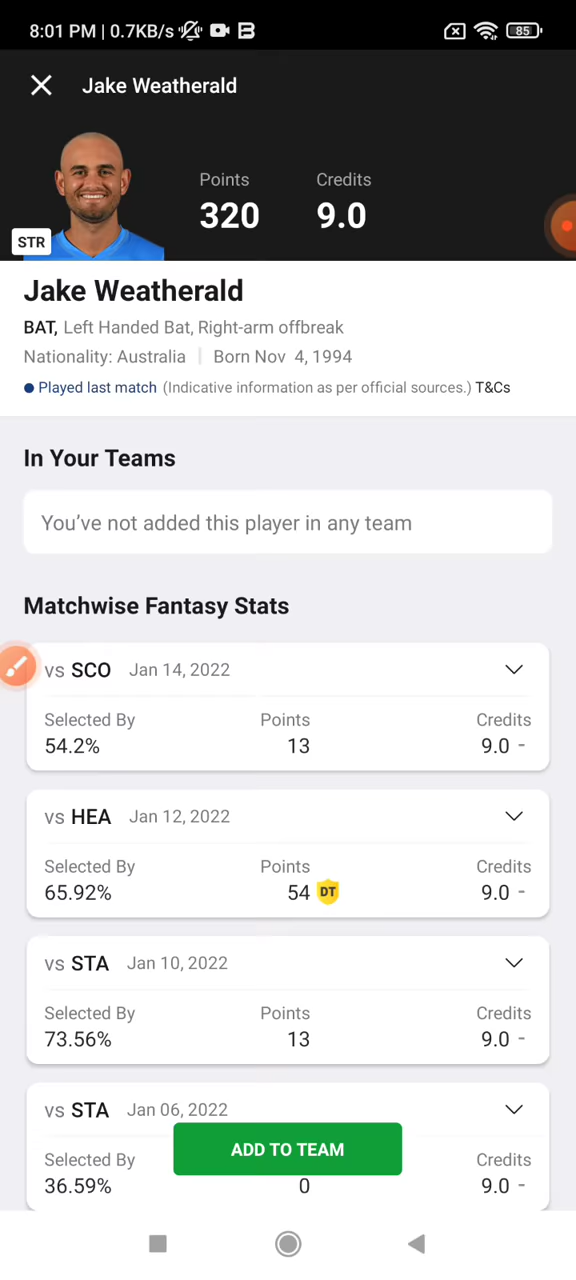 8:01 PM | 0.7KB/s
85
Jake Weatherald
Points
Credits
320
9.0
STR
Jake Weatherald
BAT, Left Handed Bat, Right-arm offbreak
Nationality: Australia | Born Nov 4, 1994
Played last match (Indicative information as per official sources.) T&Cs
In Your Teams
You’ve not added this player in any team
Matchwise Fantasy Stats
vs SCO Jan 14, 2022
Selected By Points Credits
54.2% 13 9.0 -
vs HEA Jan 12, 2022
Selected By Points Credits
65.92% 54 DT 9.0 -
vs STA Jan 10, 2022
Selected By Points Credits
73.56% 13 9.0 -
vs STA Jan 06, 2022
Selected By Credits
ADD TO TEAM
36.59% 0 9.0 -